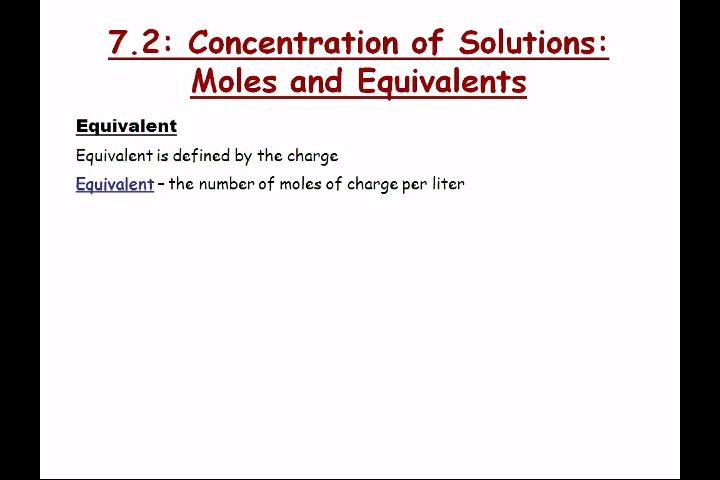 7.2: Concentration of Solutions:
Moles and Equivalents
Equivalent
Equivalent is defined by the charge
Equivalent – the number of moles of charge per liter